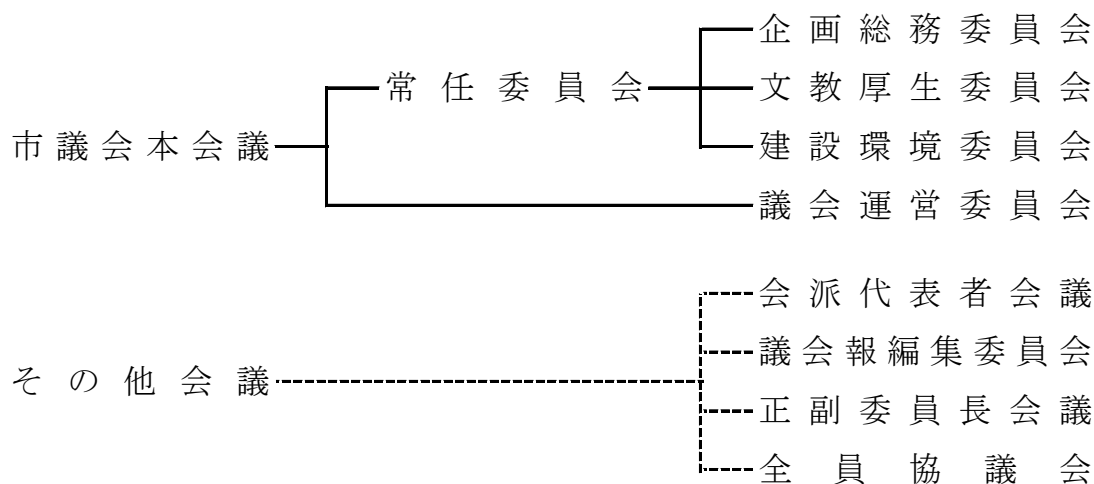 企画総務委員会
常任委員会
文教厚生委員会
市議会本会議
建設環境委員会
議会運営委員会
会派代表者会議
議会報編集委員会
その他会議
正副委員長会議
全員協議会